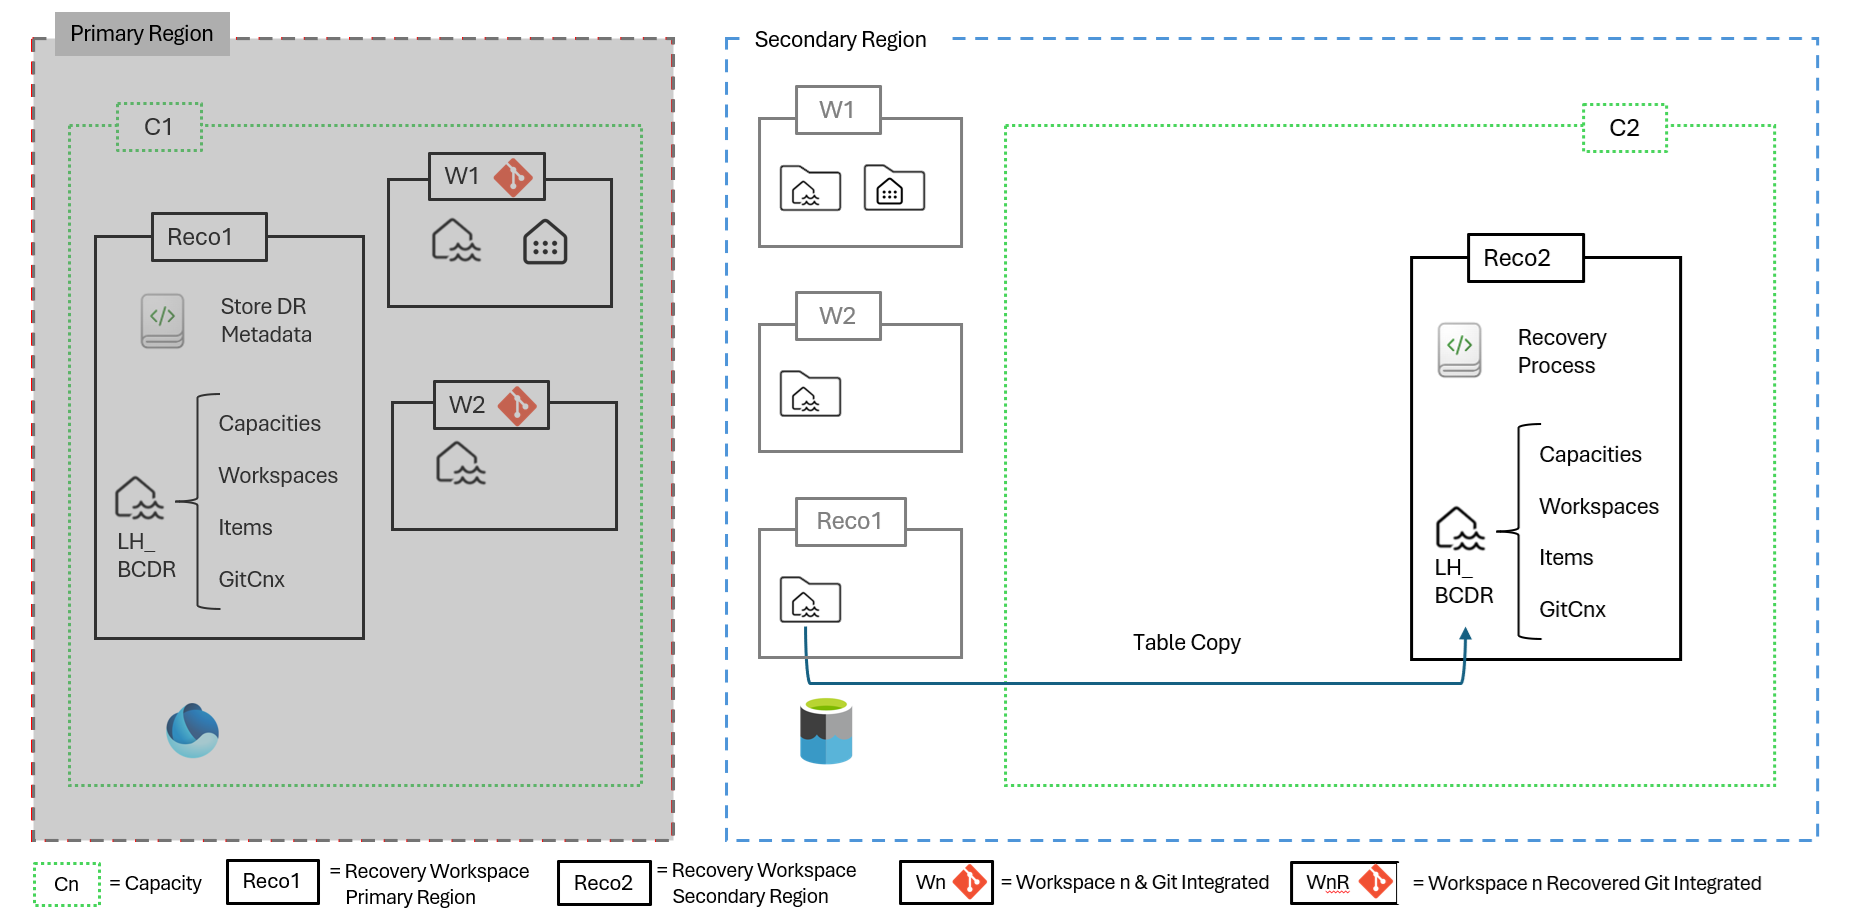 Primary Region
C1
Reco1
Store DR
Metadata
Capacities
Workspaces
Items
GitCnx
LH_
BCDR
W1
W2
Secondary Region
W1
W2
Reco1
Table Copy
C2
Reco2
Recovery
Process
Capacities
Workspaces
Items
GitCnx
LH_
BCDR
Cn
= Capacity
Reco1
= Recovery Workspace
Primary Region
Reco2
= Recovery Workspace
Secondary Region
Wn
= Workspace n & Git Integrated
WnR
= Workspace n Recovered Git Integrated